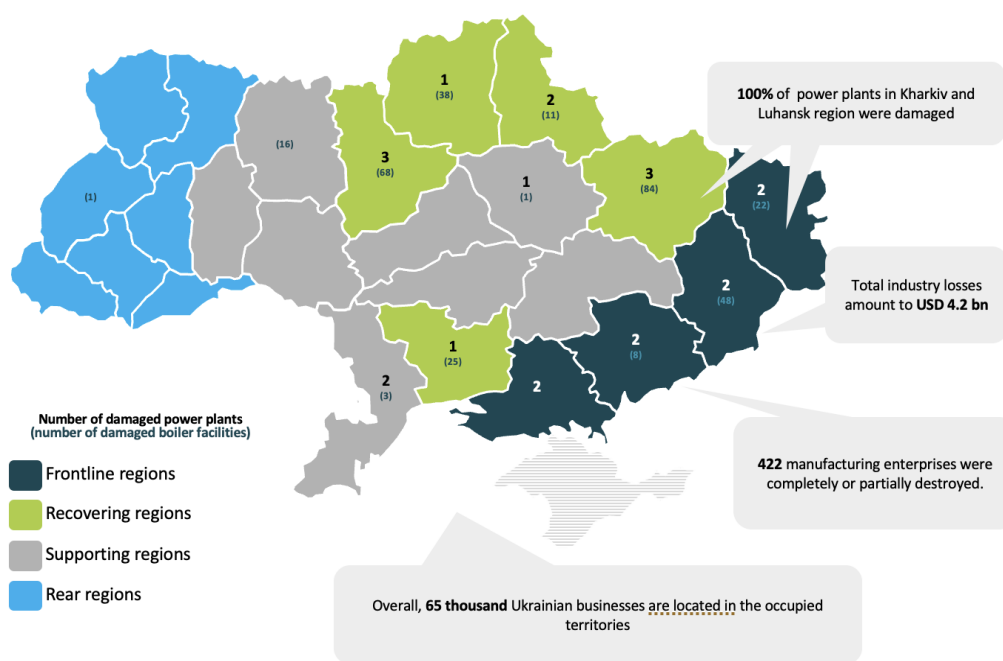 100% of power plants in Kharkiv and
Luhansk region were damaged
1
(38)
2
(11)
(16)
3
(68)
1
(1)
3
(84)
2
(22)
(1)
2
(48)
Total industry losses
amount to USD 4.2 bn
2
(8)
1
(25)
2
(3)
2
Number of damaged power plants
(number of damaged boiler facilities)
Frontline regions
Recovering regions
Supporting regions
Rear regions
422 manufacturing enterprises were
completely or partially destroyed.
Overall, 65 thousand Ukrainian businesses are located in the occupied
territories